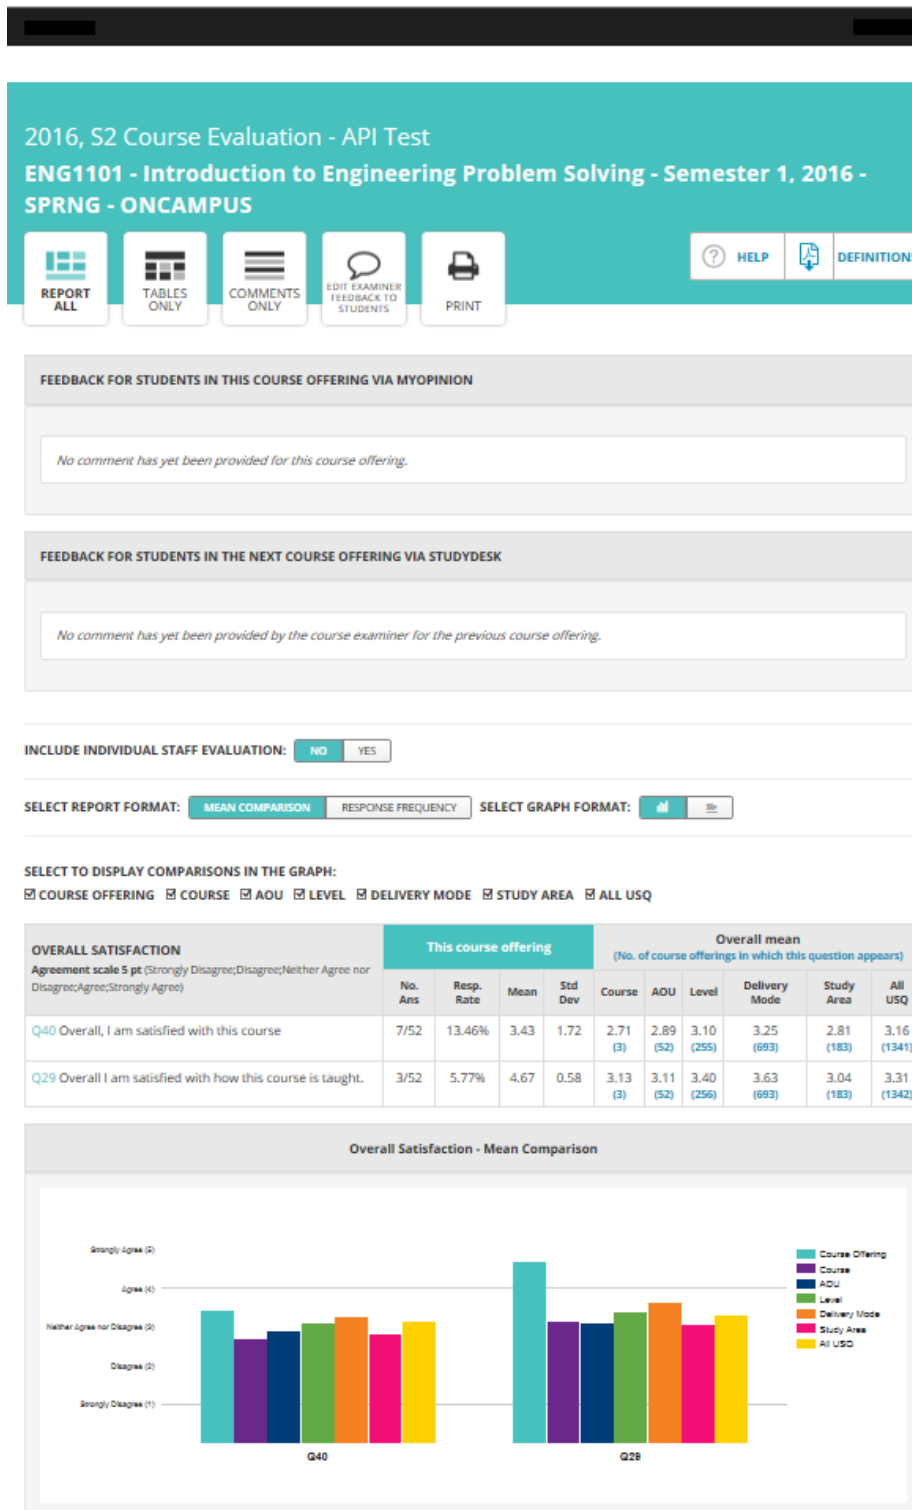 2016, S2 Course Evaluation - API Test
ENG1101 - Introduction to Engineering Problem Solving - Semester 1, 2016 -
SPRNG - ONCAMPUS
REPORT ALL
TABLES ONLY
COMMENTS ONLY
EDIT EXAMINER FEEDBACK TO STUDENTS
PRINT
HELP
DEFINITIONS
FEEDBACK FOR STUDENTS IN THIS COURSE OFFERING VIA MYOPINION
No comment has yet been provided for this course offering.
FEEDBACK FOR STUDENTS IN THE NEXT COURSE OFFERING VIA STUDYDESK
No comment has yet been provided by the course examiner for the previous course offering.
INCLUDE INDIVIDUAL STAFF EVALUATION: NO YES
SELECT REPORT FORMAT: MEAN COMPARISON RESPONSE FREQUENCY SELECT GRAPH FORMAT:
SELECT TO DISPLAY COMPARISONS IN THE GRAPH:
COURSE OFFERING COURSE AOU LEVEL DELIVERY MODE STUDY AREA ALL USQ
OVERALL SATISFACTION
Agreement scale 5 pt (Strongly Disagree;Disagree;Neither Agree nor
Disagree;Agree;Strongly Agree)
This course offering
Overall mean
(No. of course offerings in which this question appears)
No. Ans Resp. Rate Mean Std Dev Course AOU Level Delivery Mode Study Area All USQ
Q40 Overall, I am satisfied with this course 7/52 13.46% 3.43 1.72 2.71 2.89 3.10 3.25 2.81 3.16
(3) (52) (255) (693) (183) (1341)
Q29 Overall I am satisfied with how this course is taught. 3/52 5.77% 4.67 0.58 3.13 3.11 3.40 3.63 3.04 3.31
(3) (52) (256) (693) (183) (1342)
Overall Satisfaction - Mean Comparison
Strongly Agree (5)
Agree (4)
Neither Agree nor Disagree (3)
Disagree (2)
Strongly Disagree (1)
Q40
Q29
Course Offering
Course
AOU
Level
Delivery Mode
Study Area
All USQ